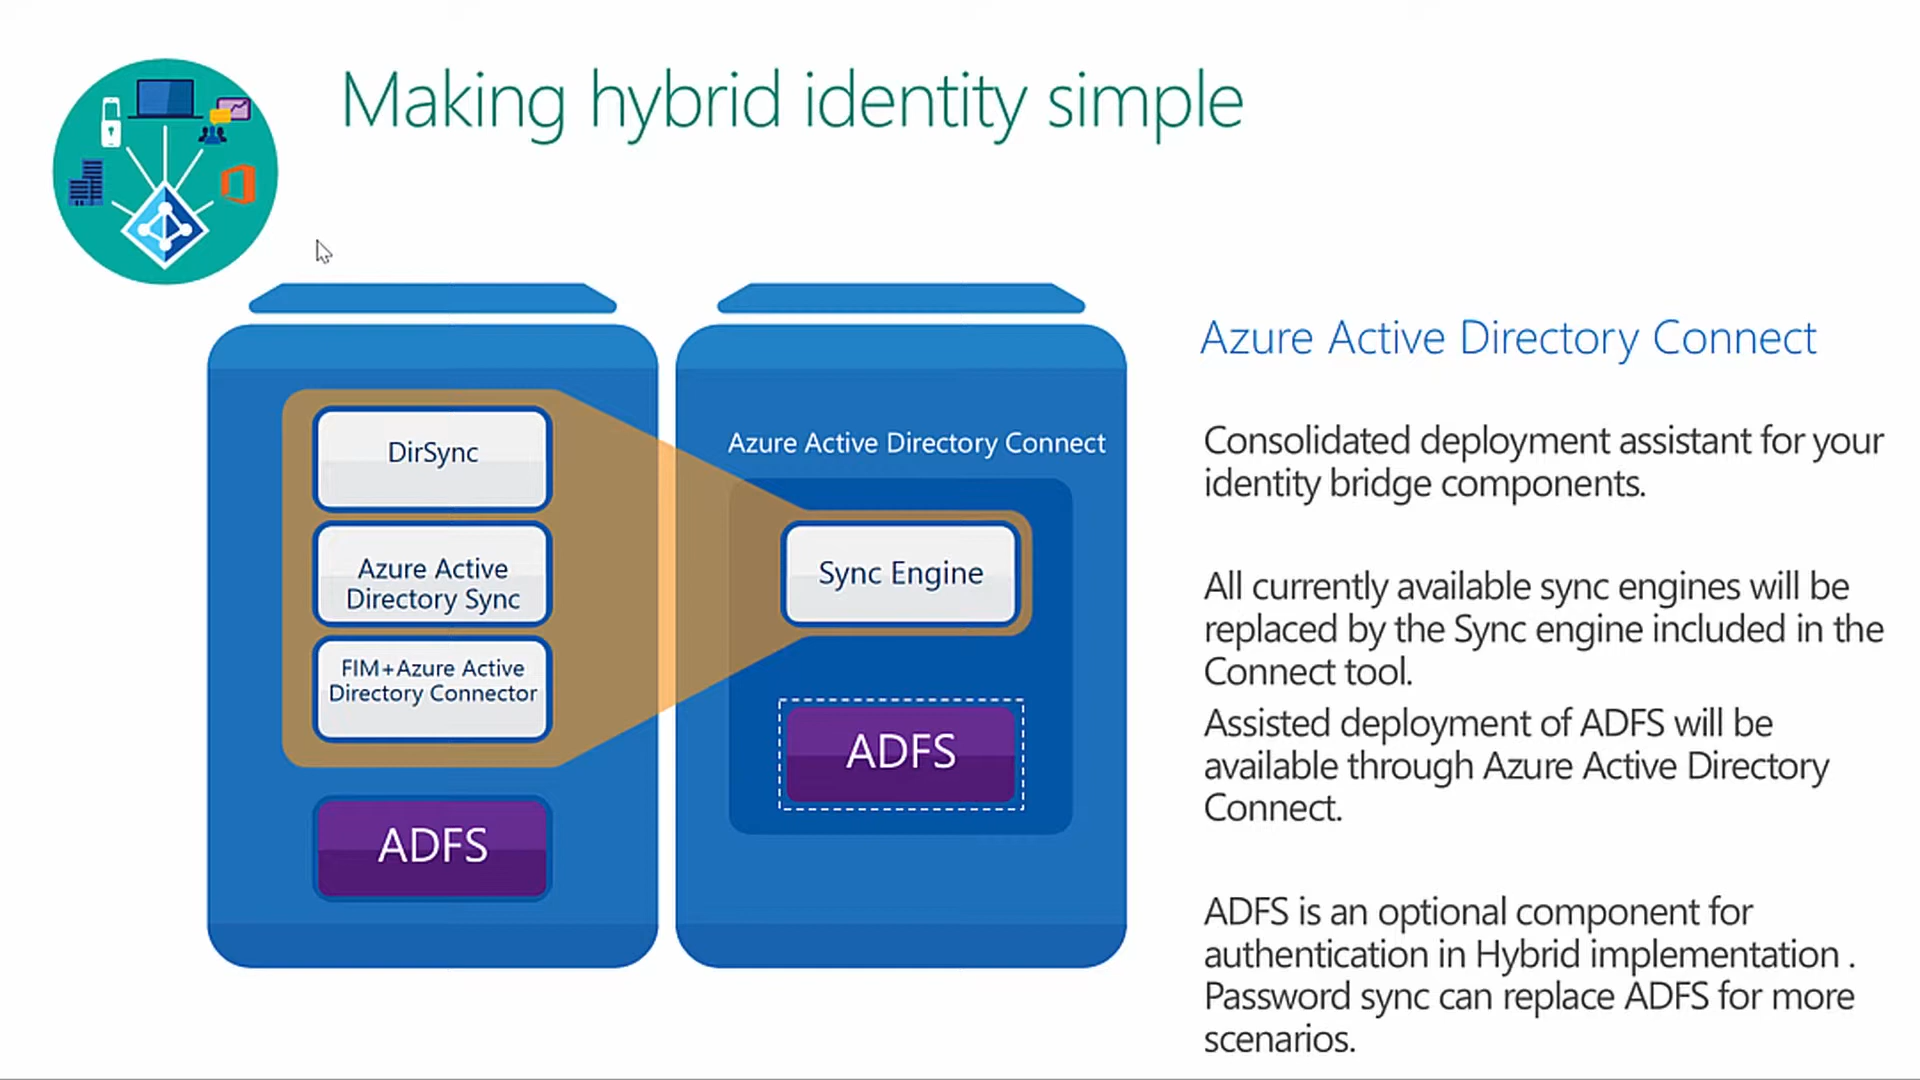 Making hybrid identity simple
DirSync
Azure Active
Directory Sync
FIM+Azure Active
Directory Connector
ADFS
Azure Active Directory Connect
Sync Engine
ADFS
Azure Active Directory Connect
Consolidated deployment assistant for your
identity bridge components.
All currently available sync engines will be
replaced by the Sync engine included in the
Connect tool.
Assisted deployment of ADFS will be
available through Azure Active Directory
Connect.
ADFS is an optional component for
authentication in Hybrid implementation .
Password sync can replace ADFS for more
scenarios.